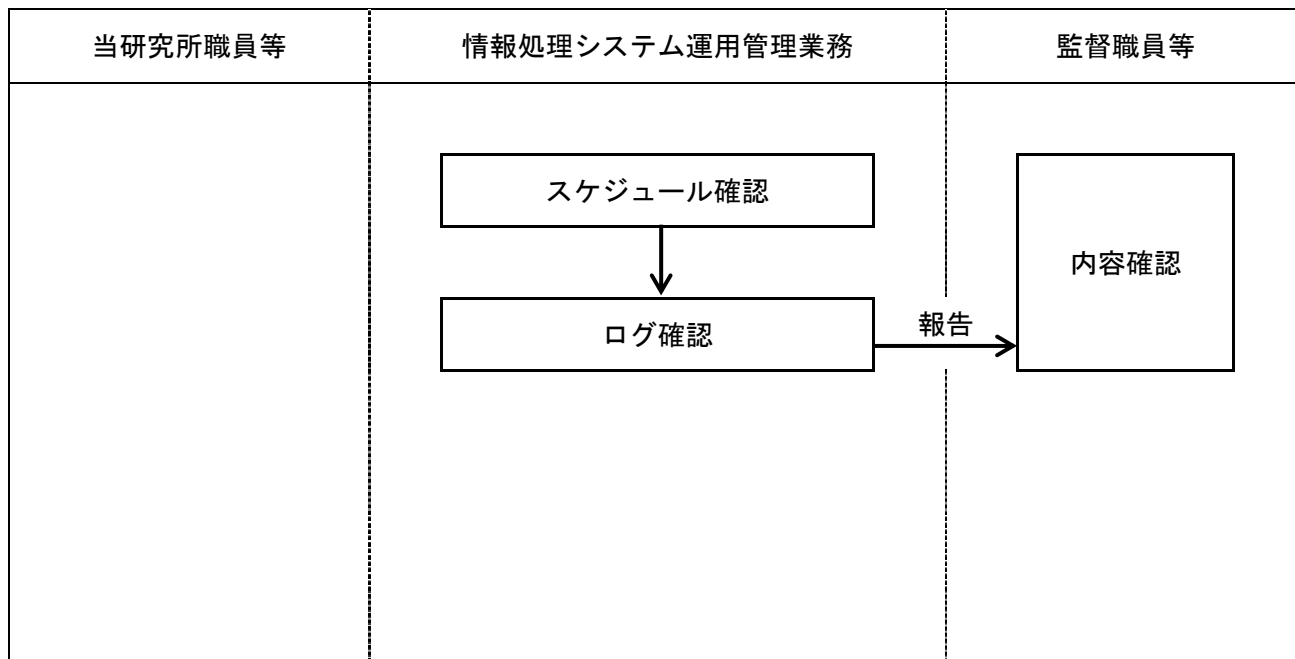 当研究所職員等
情報処理システム運用管理業務
監督職員等
スケジュール確認
内容確認
ログ確認
報告